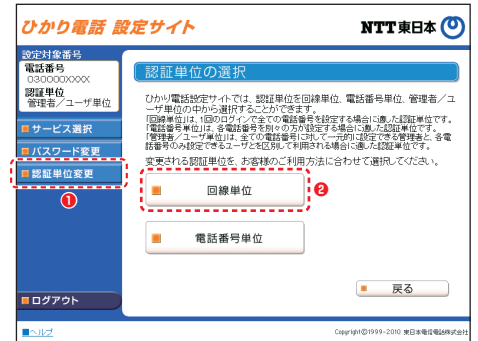 ひかり電話 設定サイト
NTT東日本
設定対象番号
電話番号
030000XXXX
認証単位
管理者／ユーザ単位
サービス選択
パスワード変更
認証単位変更
1
ログアウト
ヘルプ
認証単位の選択
ひかり電話設定サイトでは、認証単位を回線単位、電話番号単位、管理者／ユ
ーザ単位の中から選択することができます。
「回線単位」は、1回のログインで全ての電話番号を設定する場合に適した認証単位です。
「電話番号単位」は、各電話番号を別々の方が設定する場合に適した認証単位です。
「管理者／ユーザ単位」は、全ての電話番号に対して一元的に設定できる管理者と、各電
話番号のみ設定できるユーザとを区別して利用される場合に適した認証単位です。
変更される認証単位を、お客様のご利用方法に合わせて選択してください。
回線単位
2
電話番号単位
戻る
Copyright©1999-2010 東日本電信電話株式会社